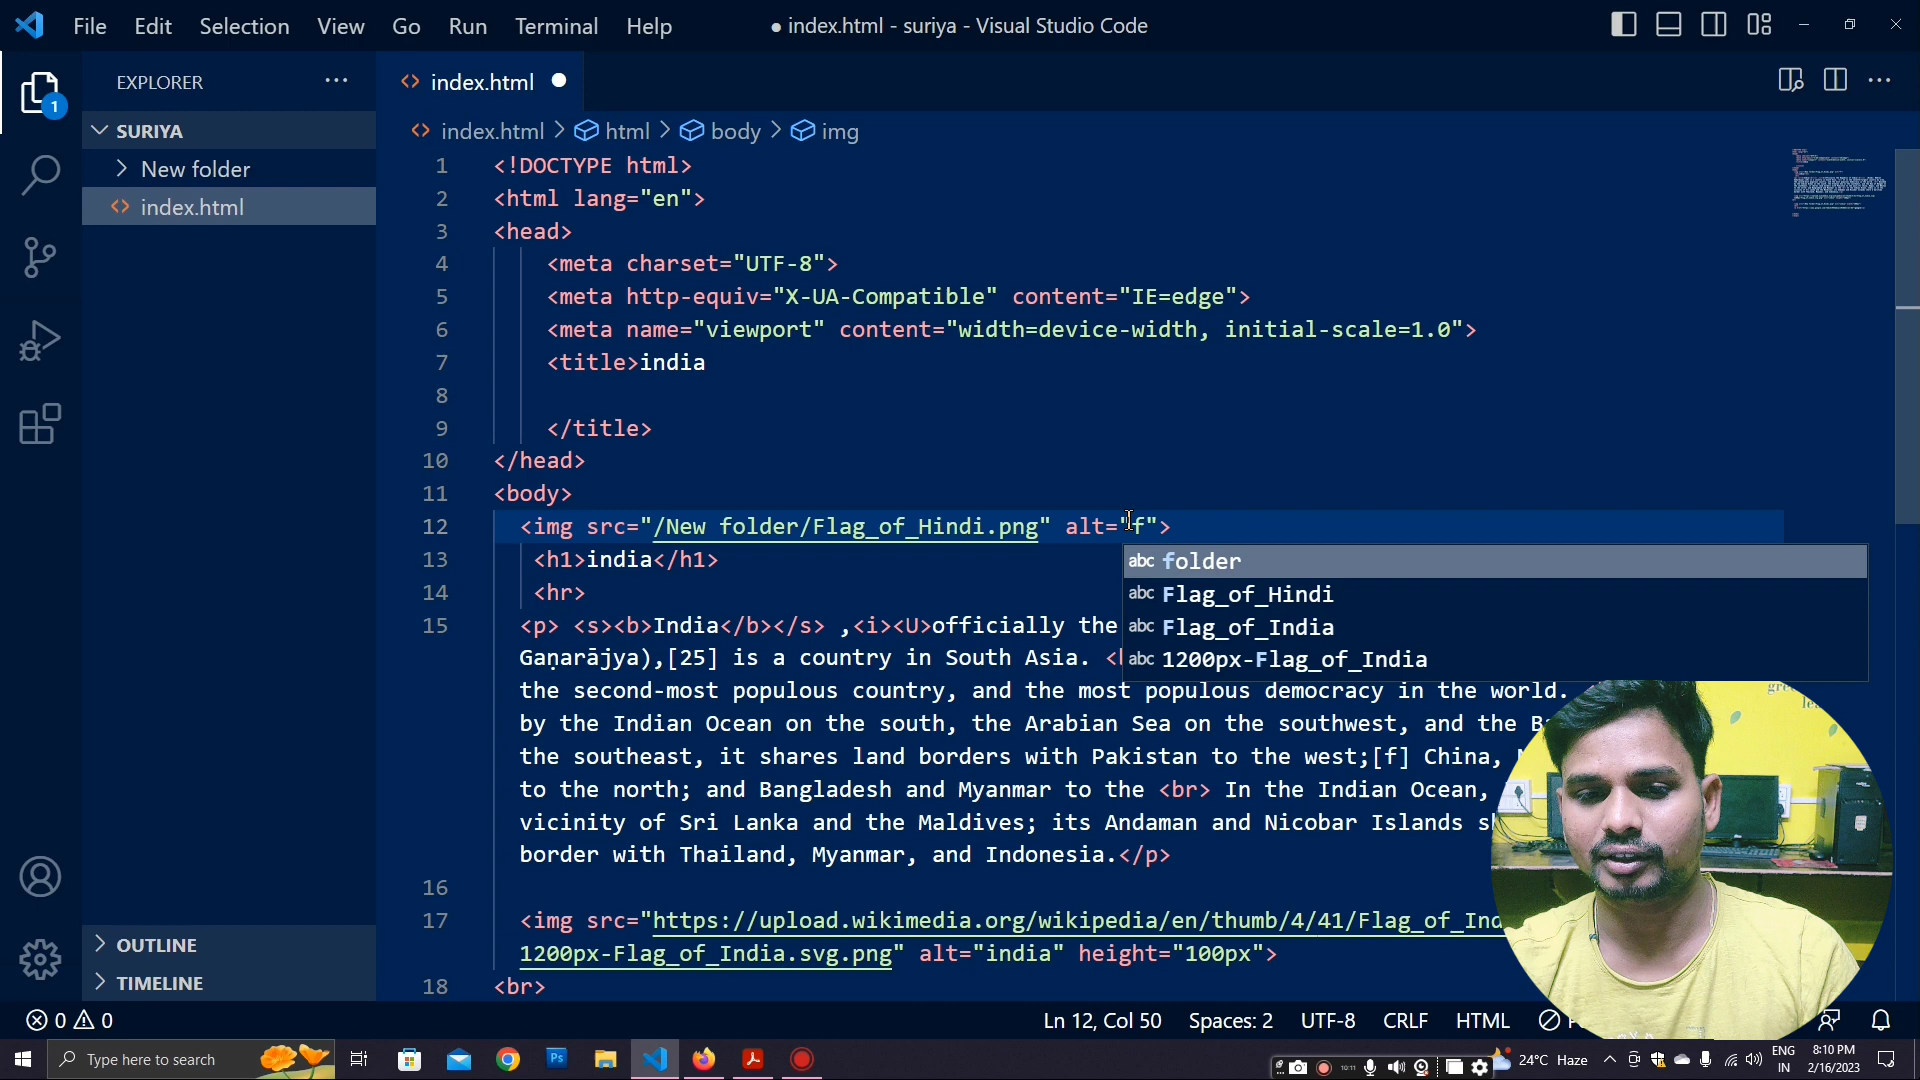 File Edit Selection View Go Run Terminal Help
● index.html - suriya - Visual Studio Code
EXPLORER
1
index.html
SURIYA
index.html > html > body > img
New folder
index.html
1 <!DOCTYPE html>
2 <html lang="en">
3 <head>
4 <meta charset="UTF-8">
5 <meta http-equiv="X-UA-Compatible" content="IE=edge">
6 <meta name="viewport" content="width=device-width, initial-scale=1.0">
7 <title>india
8
9 </title>
10 </head>
11 <body>
12 <img src="/New folder/Flag_of_Hindi.png" alt="f">
13 <h1>india</h1>
14 <hr>
abc folder
abc Flag_of_Hindi
abc Flag_of_India
abc 1200px-Flag_of_India
15 <p> <s><b>India</b></s> ,<i><U>officially the
Gaṇarājya),[25] is a country in South Asia.
the second-most populous country, and the most populous democracy in the world.
by the Indian Ocean on the south, the Arabian Sea on the southwest, and the
the southeast, it shares land borders with Pakistan to the west;[f] China,
to the north; and Bangladesh and Myanmar to the <br> In the Indian Ocean,
vicinity of Sri Lanka and the Maldives; its Andaman and Nicobar Islands
border with Thailand, Myanmar, and Indonesia.</p>
16
17 <img src="https://upload.wikimedia.org/wikipedia/en/thumb/4/41/Flag_of_Ind
1200px-Flag_of_India.svg.png" alt="india" height="100px">
18 <br>
OUTLINE
TIMELINE
0 0
Ln 12, Col 50 Spaces: 2 UTF-8 CRLF HTML
Type here to search
24°C Haze
ENG
IN
8:10 PM
2/16/2023